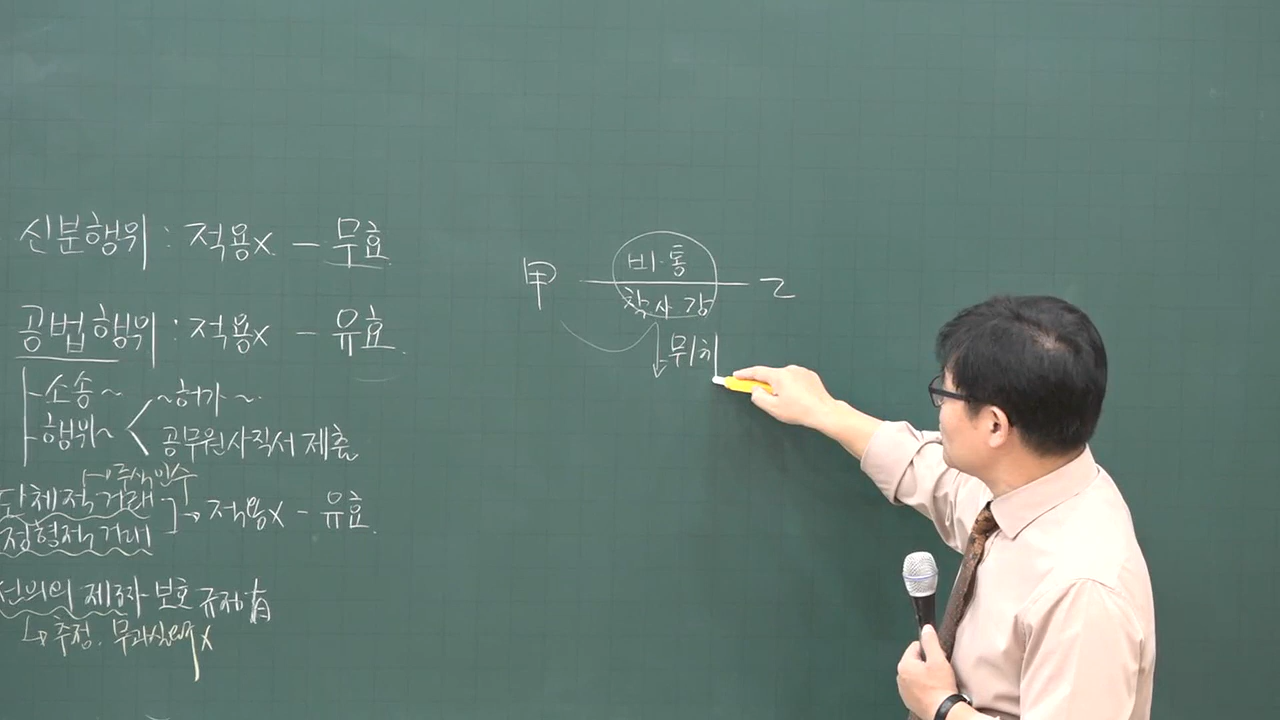 신분행위 : 적용x - 무효
공법행위 : 적용x - 유효
소송~
행위~ < ~허가~
공무원사직서 제출
↳주식인수
단체적거래
정형적거래 ] → 적용x - 유효
선의의 제3자 보호 규정 有
↳ 추정. 무과실요구x
甲 비·통 乙
착 사 강
↓ 무/취